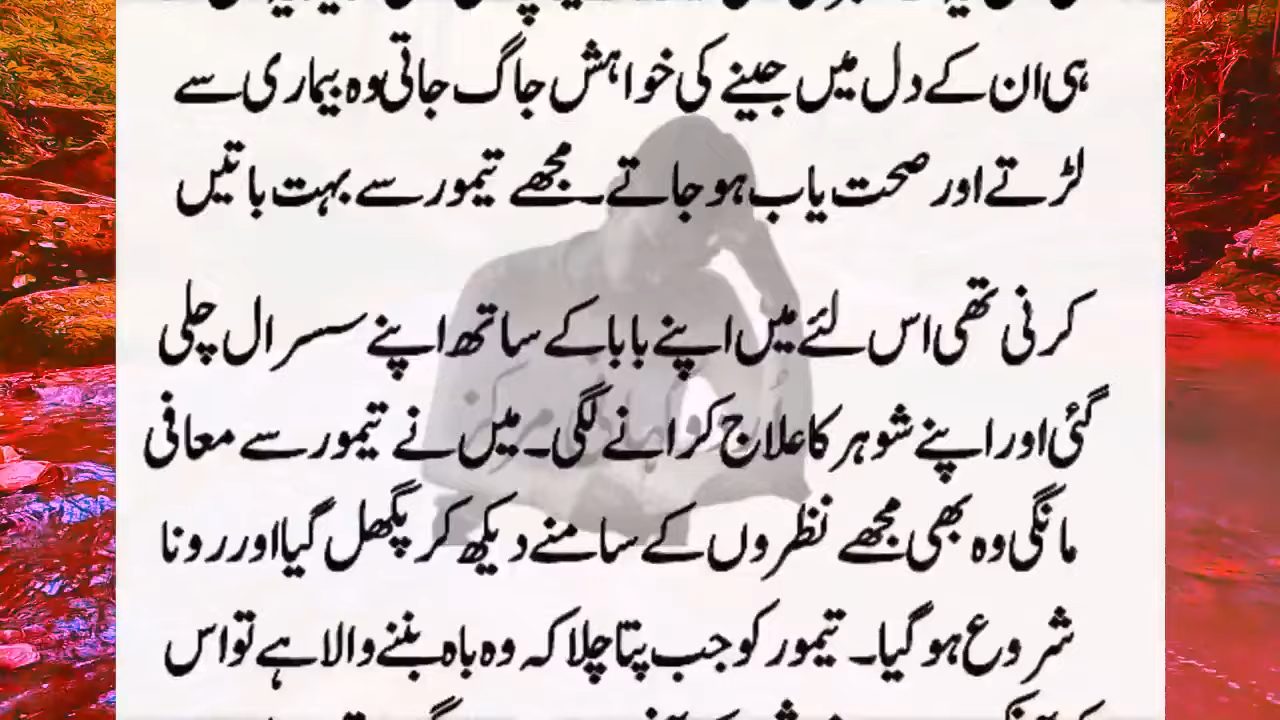 ہی ان کے دل میں جینے کی خواہش جاگ جاتی وہ بیماری سے
لڑتے اور صحت یاب ہو جاتے۔ مجھے تیمور سے بہت باتیں
کرنی تھی اس لئے میں اپنے بابا کے ساتھ اپنے سسرال چلی
گئی اور اپنے شوہر کا علاج کرانے لگی۔ میں نے تیمور سے معافی
مانگی وہ بھی مجھے نظروں کے سامنے دیکھ کر پگھل گیا اور رونا
شروع ہو گیا۔ تیمور کو جب پتا چلا کہ وہ باہ بننے والا ہے تو اس